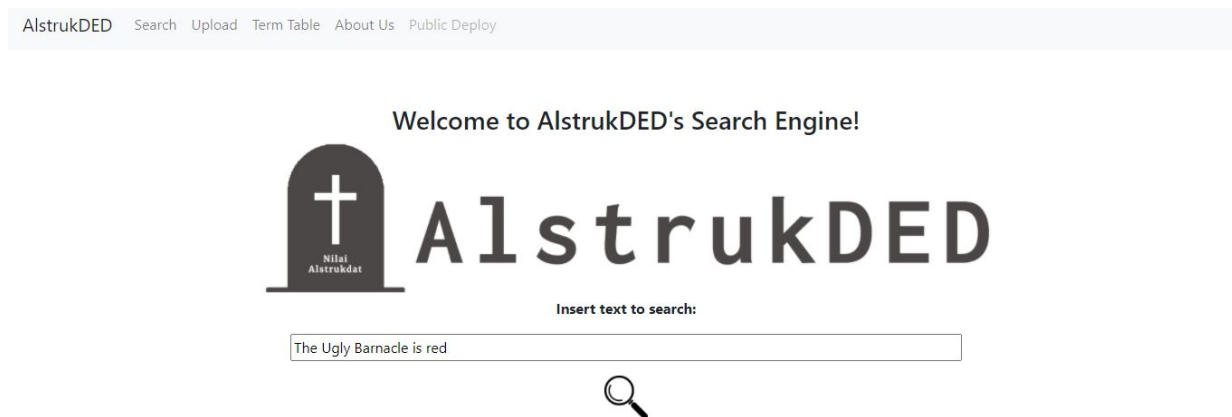 AlstrukDED Search Upload Term Table About Us Public Deploy
Welcome to AlstrukDED's Search Engine!
Nilai
Alstrukdat
AlstrukDED
Insert text to search:
The Ugly Barnacle is red